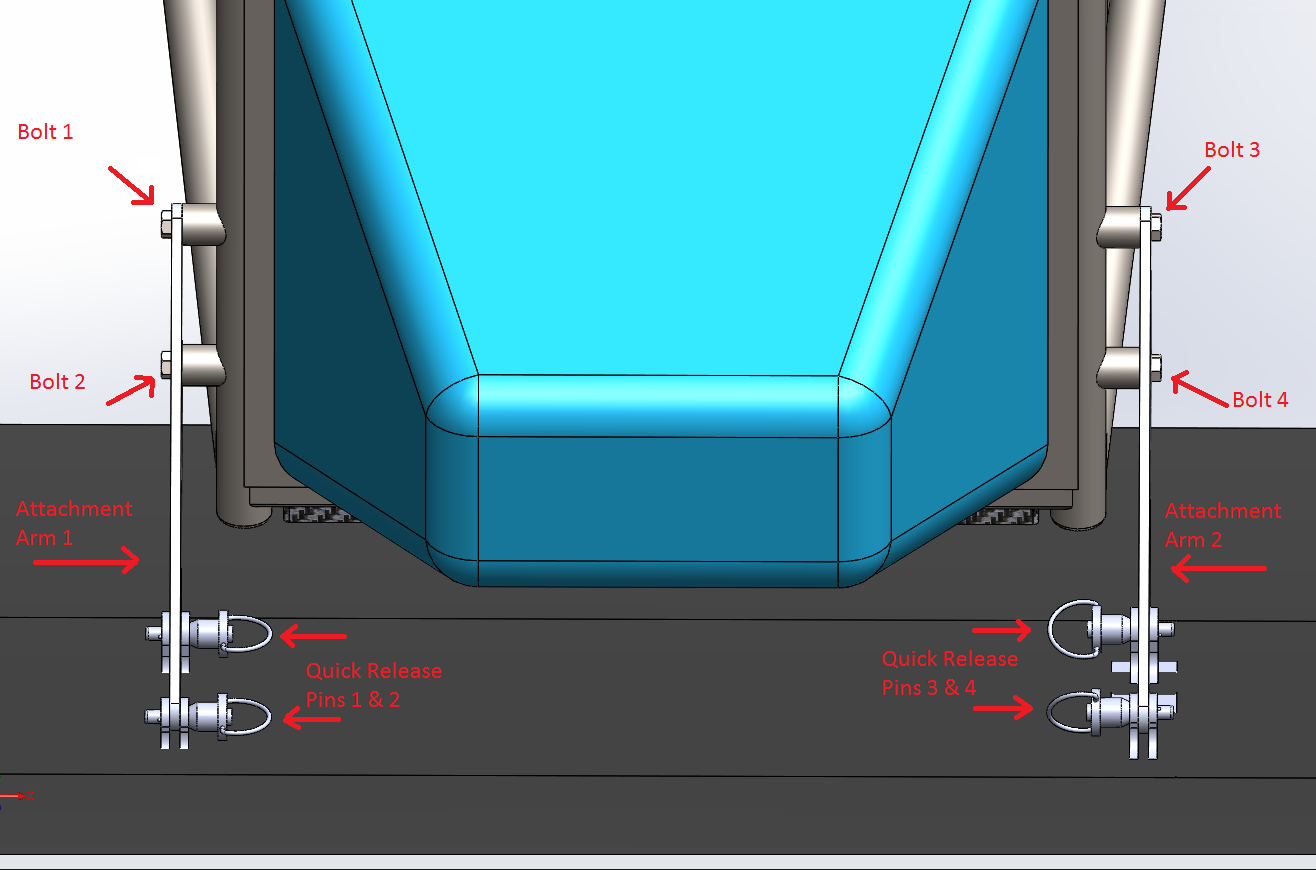 Bolt 1
Bolt 3
Bolt 2
Bolt 4
Attachment
Arm 1
Attachment
Arm 2
Quick Release
Pins 1 & 2
Quick Release
Pins 3 & 4